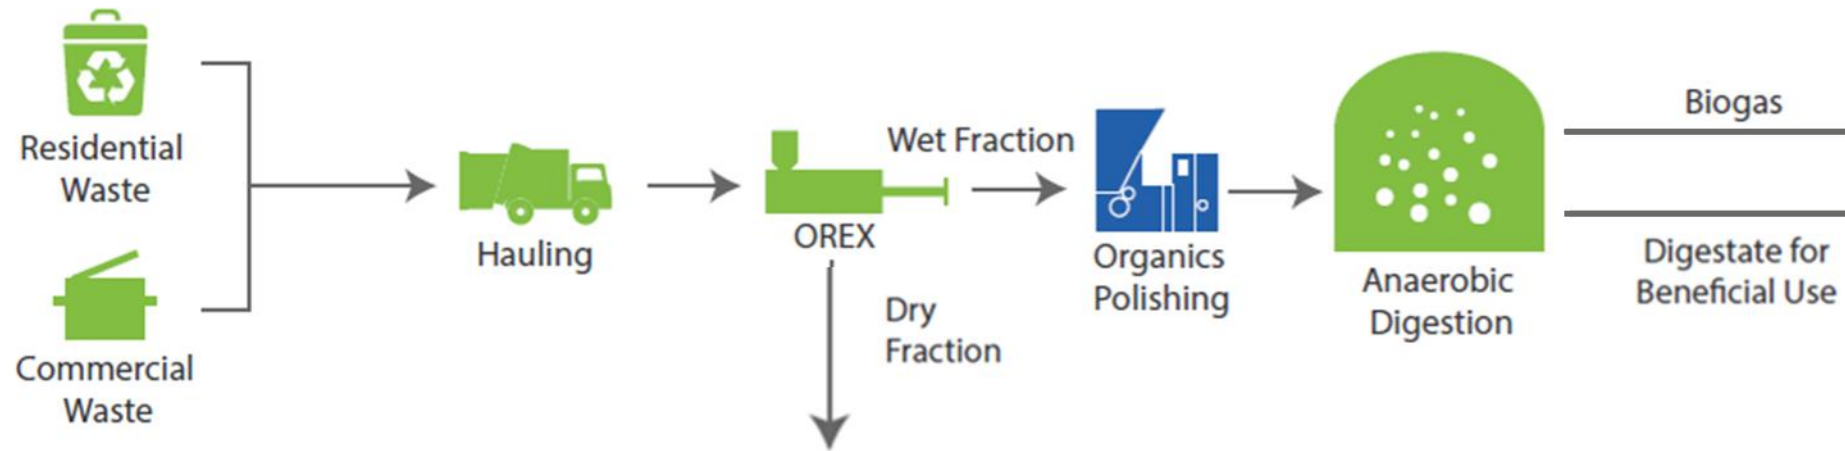 Residential
Waste
Commercial
Waste
Hauling
OREX
Wet Fraction
Dry
Fraction
Organics
Polishing
Anaerobic
Digestion
Biogas
Digestate for
Beneficial Use